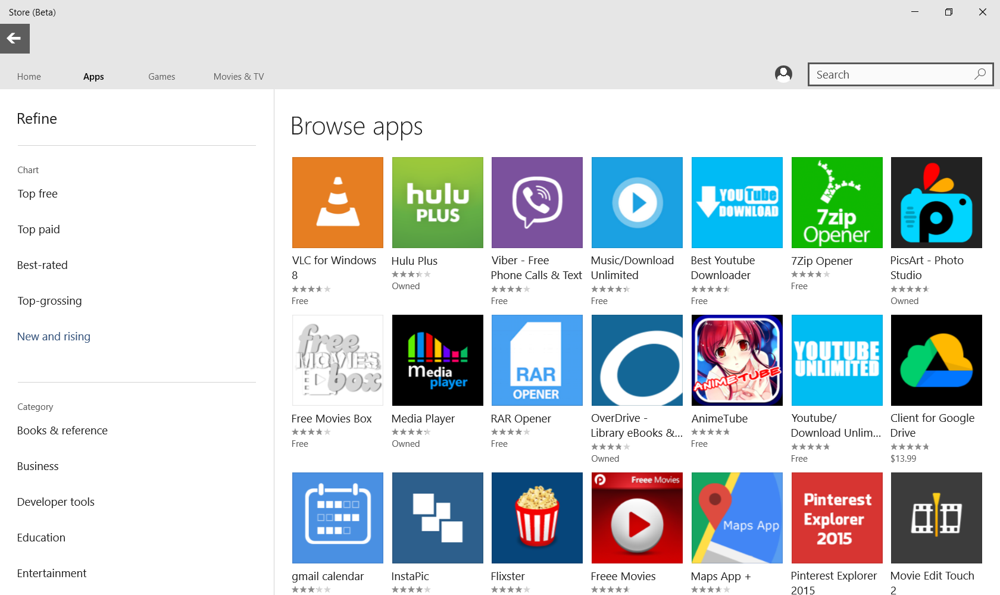 Store (Beta)
Home
Apps
Games
Movies & TV
Search
Refine
Chart
Top free
Top paid
Best-rated
Top-grossing
New and rising
Category
Books & reference
Business
Developer tools
Education
Entertainment
Browse apps
hulu
PLUS
YouTube
DOWNLOAD
7zip
Opener
VLC for Windows
8
Free
Hulu Plus
Owned
Viber - Free
Phone Calls & Text
Free
Music/Download
Unlimited
Free
Best Youtube
Downloader
Free
7Zip Opener
Free
PicsArt - Photo
Studio
Owned
free
MOVIES
box
media
player
RAR
OPENER
ANIMETUBE
YOUTUBE
UNLIMITED
Free Movies Box
Free
Media Player
Owned
RAR Opener
Free
OverDrive -
Library eBooks &...
Owned
AnimeTube
Free
Youtube/
Download Unlim...
Free
Client for Google
Drive
$13.99
Freee Movies
Maps App
Pinterest
Explorer
2015
gmail calendar
InstaPic
Flixster
Freee Movies
Maps App +
Pinterest Explorer
2015
Movie Edit Touch
2